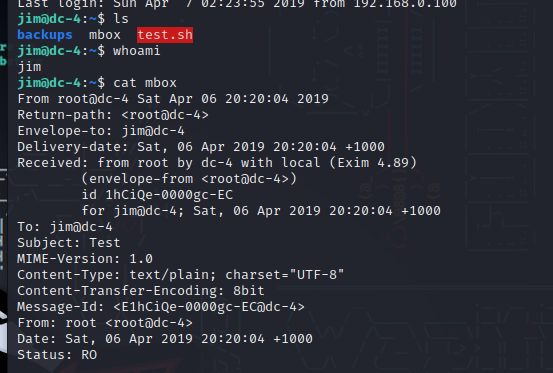 Last login: Sun Apr  7 02:23:55 2019 from 192.168.0.100
jim@dc-4:~$ ls
backups  mbox  test.sh
jim@dc-4:~$ whoami
jim
jim@dc-4:~$ cat mbox
From root@dc-4 Sat Apr 06 20:20:04 2019
Return-path: <root@dc-4>
Envelope-to: jim@dc-4
Delivery-date: Sat, 06 Apr 2019 20:20:04 +1000
Received: from root by dc-4 with local (Exim 4.89)
        (envelope-from <root@dc-4>)
        id 1hCiQe-0000gc-EC
        for jim@dc-4; Sat, 06 Apr 2019 20:20:04 +1000
To: jim@dc-4
Subject: Test
MIME-Version: 1.0
Content-Type: text/plain; charset="UTF-8"
Content-Transfer-Encoding: 8bit
Message-Id: <E1hCiQe-0000gc-EC@dc-4>
From: root <root@dc-4>
Date: Sat, 06 Apr 2019 20:20:04 +1000
Status: RO